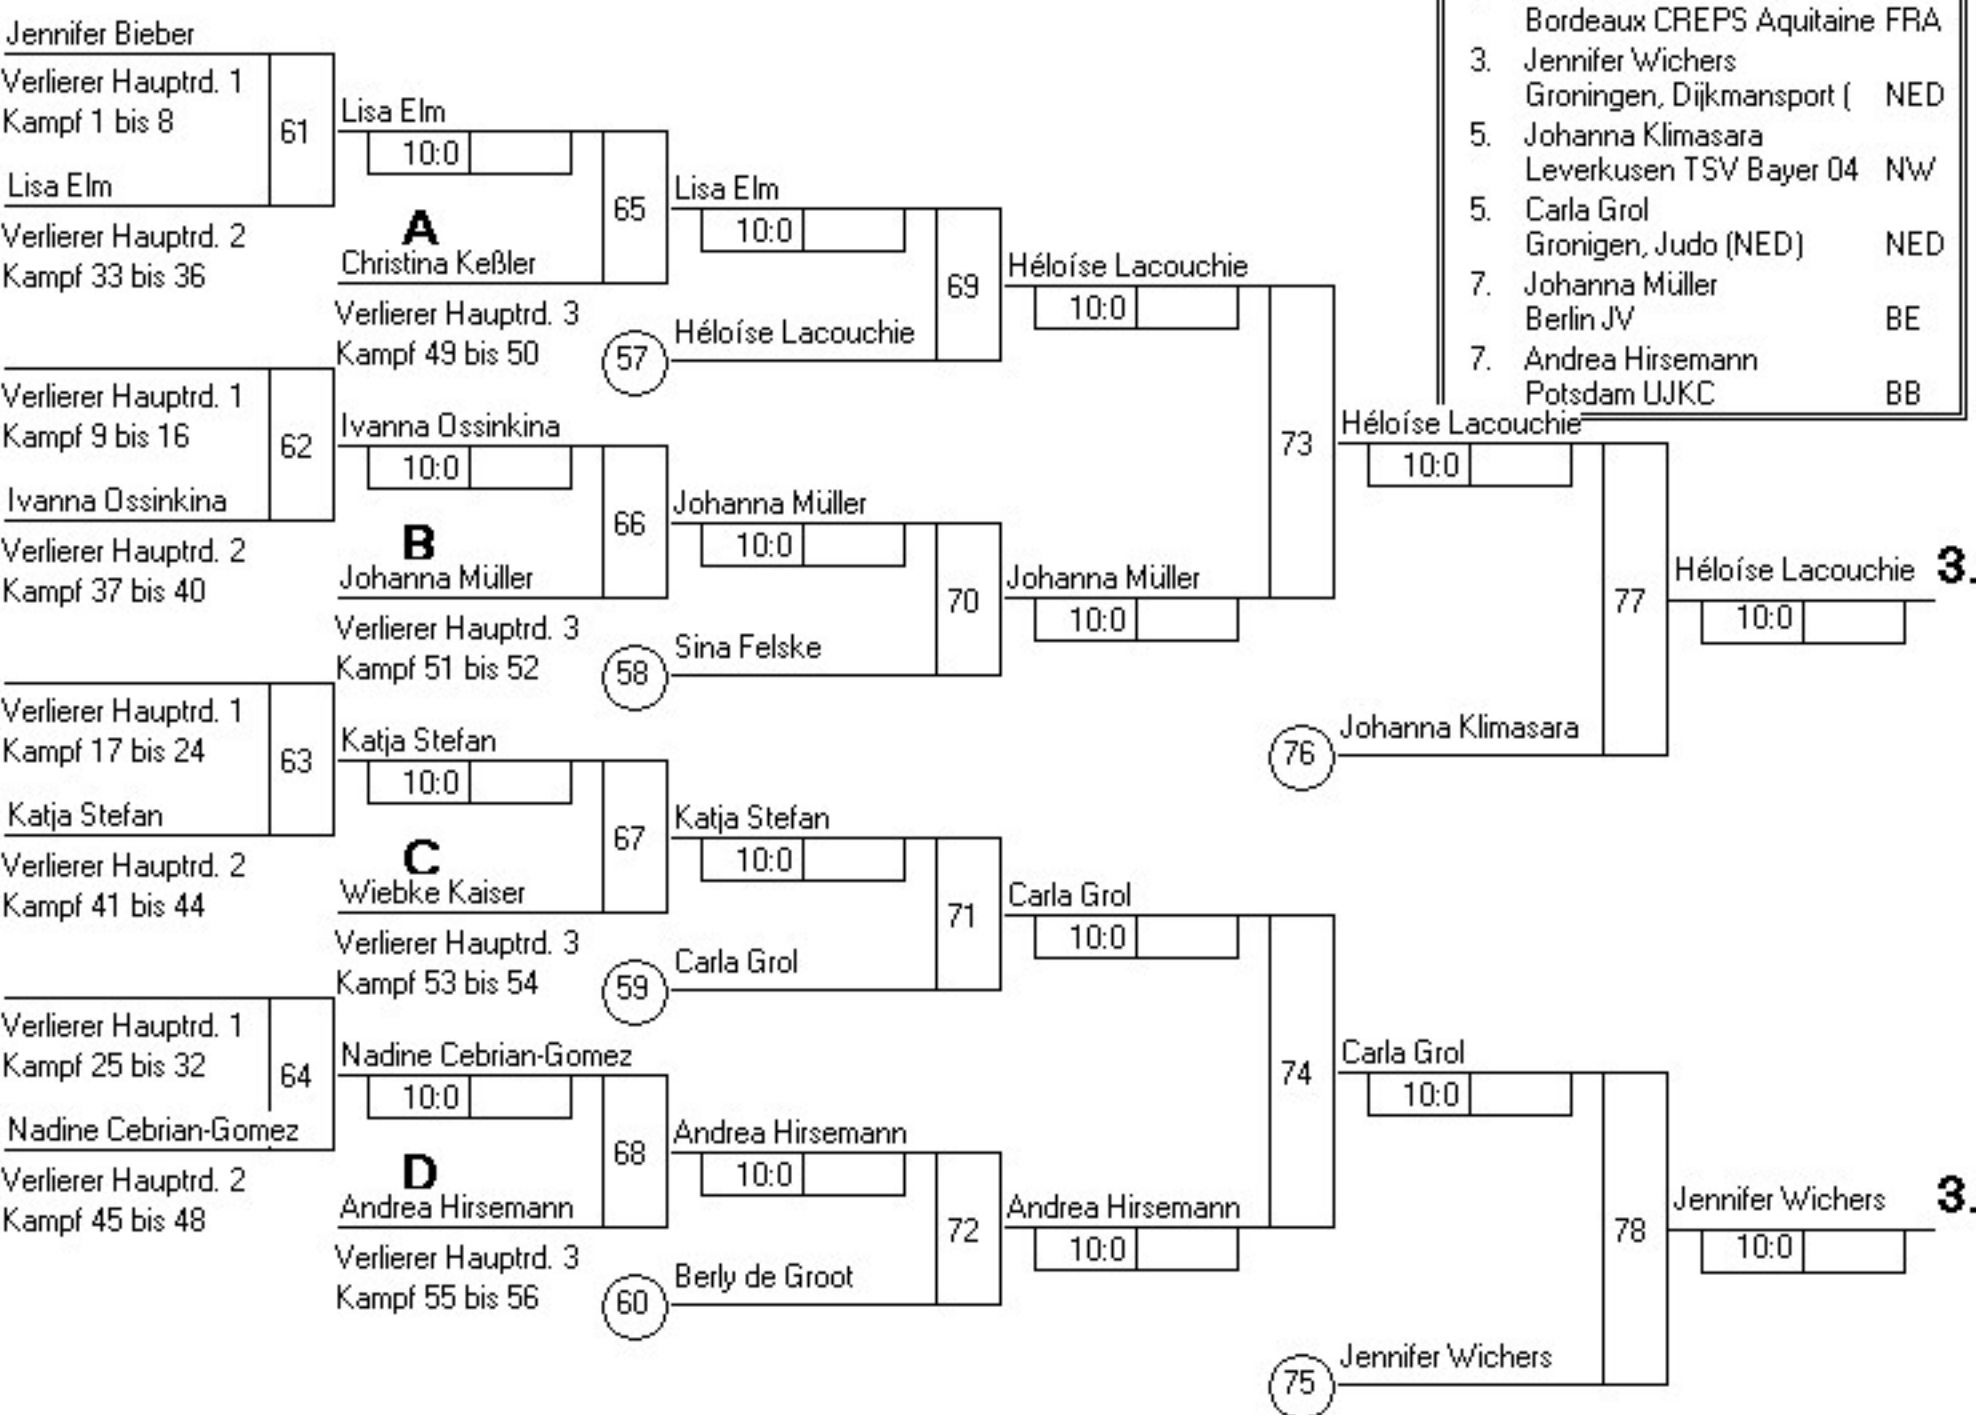 Jennifer Bieber
Verlierer Hauptrd. 1
Kampf 1 bis 8
61
Lisa Elm
Verlierer Hauptrd. 2
Kampf 33 bis 36
Lisa Elm
10:0
A
Christina Keßler
65
Verlierer Hauptrd. 3
Kampf 49 bis 50
Lisa Elm
10:0
57
Héloíse Lacouchie
69
Héloíse Lacouchie
10:0
Verlierer Hauptrd. 1
Kampf 9 bis 16
62
Ivanna Ossinkina
Verlierer Hauptrd. 2
Kampf 37 bis 40
Ivanna Ossinkina
10:0
B
Johanna Müller
66
Verlierer Hauptrd. 3
Kampf 51 bis 52
Johanna Müller
10:0
58
Sina Felske
70
Johanna Müller
10:0
73
Héloíse Lacouchie
10:0
76
Johanna Klimasara
77
Héloíse Lacouchie 3.
10:0
Verlierer Hauptrd. 1
Kampf 17 bis 24
63
Katja Stefan
Verlierer Hauptrd. 2
Kampf 41 bis 44
Katja Stefan
10:0
C
Wiebke Kaiser
67
Verlierer Hauptrd. 3
Kampf 53 bis 54
Katja Stefan
10:0
59
Carla Grol
71
Carla Grol
10:0
Verlierer Hauptrd. 1
Kampf 25 bis 32
64
Nadine Cebrian-Gomez
Verlierer Hauptrd. 2
Kampf 45 bis 48
Nadine Cebrian-Gomez
10:0
D
Andrea Hirsemann
68
Verlierer Hauptrd. 3
Kampf 55 bis 56
Andrea Hirsemann
10:0
60
Berly de Groot
72
Andrea Hirsemann
10:0
74
Carla Grol
10:0
75
Jennifer Wichers
78
Jennifer Wichers 3.
10:0
Bordeaux CREPS Aquitaine FRA
3. Jennifer Wichers
Groningen, Dijkmansport ( NED
5. Johanna Klimasara
Leverkusen TSV Bayer 04 NW
5. Carla Grol
Gronigen, Judo (NED) NED
7. Johanna Müller
Berlin JV BE
7. Andrea Hirsemann
Potsdam UJKC BB